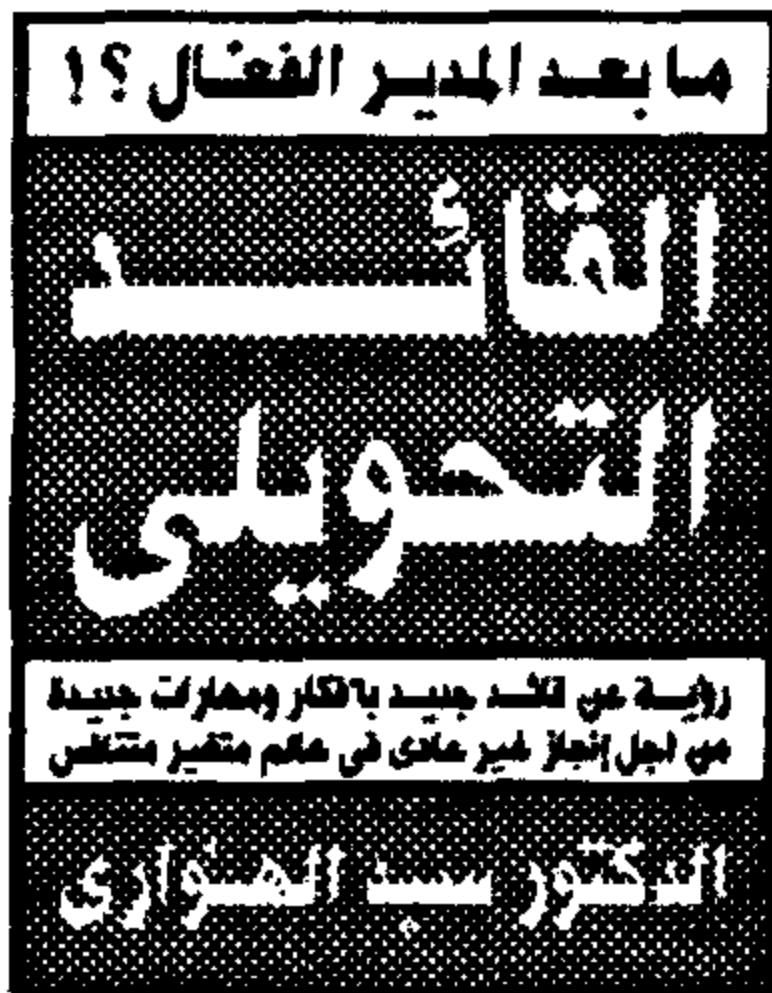 ما بعد المدير الفعال ؟ !
القائد
التحويلى
رؤية عن قائد جديد بأفكار ومهارات جديدة
من أجل إنجاز غير عادى فى عالم متغير متنافس
الدكتور سيد الهوارى